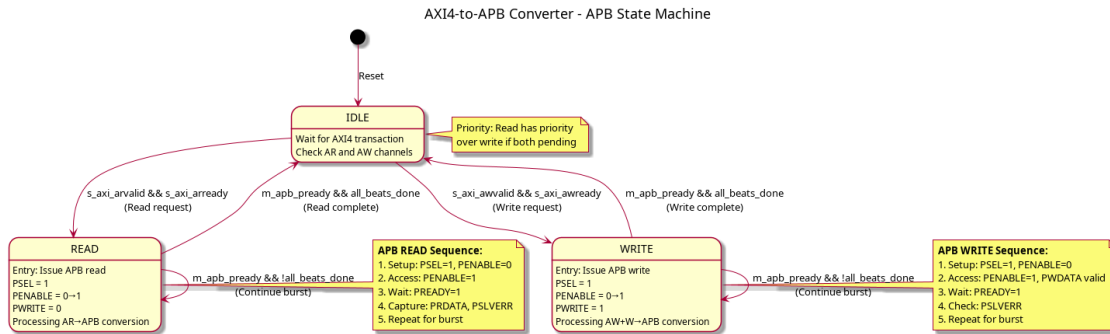 AXI4-to-APB Converter - APB State Machine
Reset
IDLE
Wait for AXI4 transaction
Check AR and AW channels
Priority: Read has priority
over write if both pending
s_axi_arvalid && s_axi_arready
(Read request)
m_apb_pready && all_beats_done
(Read complete)
s_axi_awvalid && s_axi_awready
(Write request)
m_apb_pready && all_beats_done
(Write complete)
READ
Entry: Issue APB read
PSEL = 1
PENABLE = 0→1
PWRITE = 0
Processing AR→APB conversion
m_apb_pready && !all_beats_done
(Continue burst)
APB READ Sequence:
1. Setup: PSEL=1, PENABLE=0
2. Access: PENABLE=1
3. Wait: PREADY=1
4. Capture: PRDATA, PSLVERR
5. Repeat for burst
WRITE
Entry: Issue APB write
PSEL = 1
PENABLE = 0→1
PWRITE = 1
Processing AW+W→APB conversion
m_apb_pready && !all_beats_done
(Continue burst)
APB WRITE Sequence:
1. Setup: PSEL=1, PENABLE=0
2. Access: PENABLE=1, PWDATA valid
3. Wait: PREADY=1
4. Check: PSLVERR
5. Repeat for burst